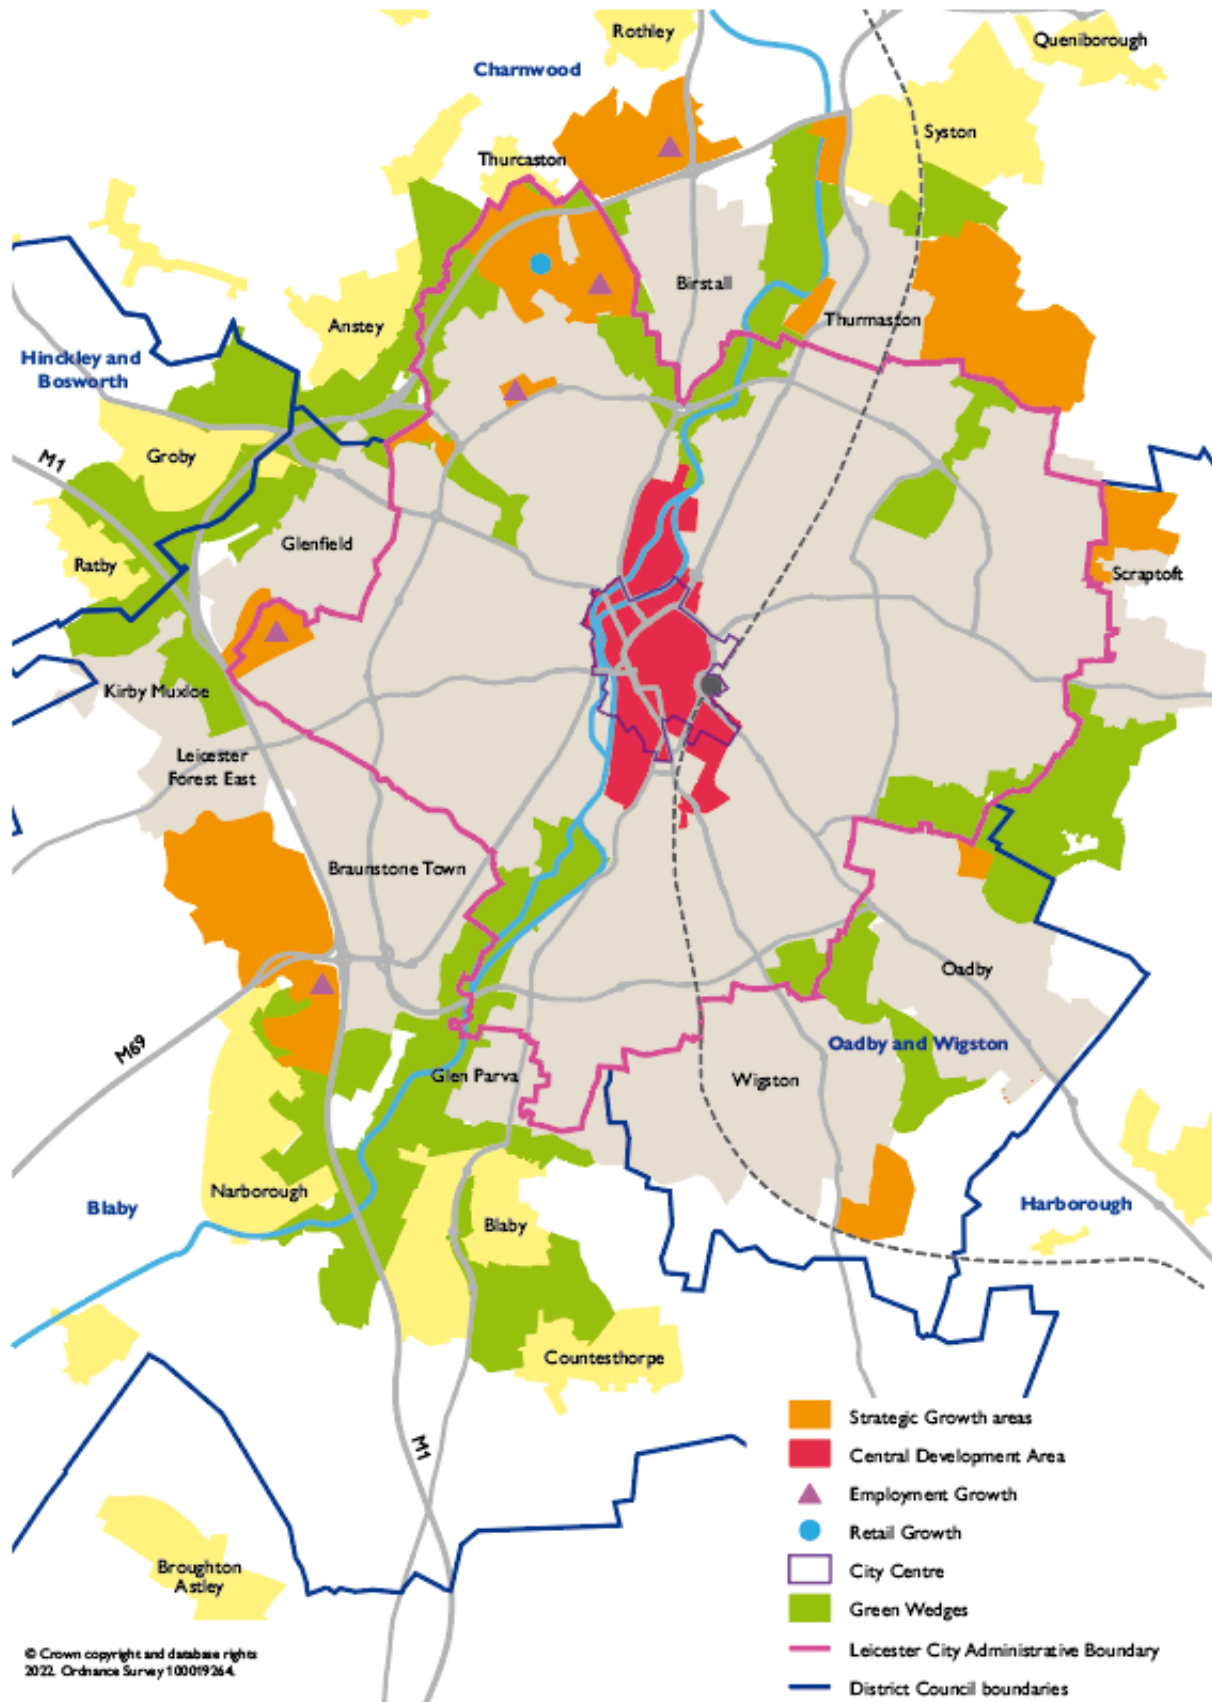 Rothley
Queniborough
Charnwood
Syston
Thurcaston
Birstall
Thurmaston
Anstey
Hinckley and
Bosworth
Groby
M1
Glenfield
Ratby
Scraptoft
Kirby Muxloe
Leicester
Forest East
Braunstone Town
Oadby
M69
Oadby and Wigston
Glen Parva
Wigston
Narborough
Blaby
Blaby
Harborough
Countesthorpe
M1
Broughton
Astley
Strategic Growth areas
Central Development Area
Employment Growth
Retail Growth
City Centre
Green Wedges
Leicester City Administrative Boundary
District Council boundaries
© Crown copyright and database rights
2022. Ordnance Survey 100019264.